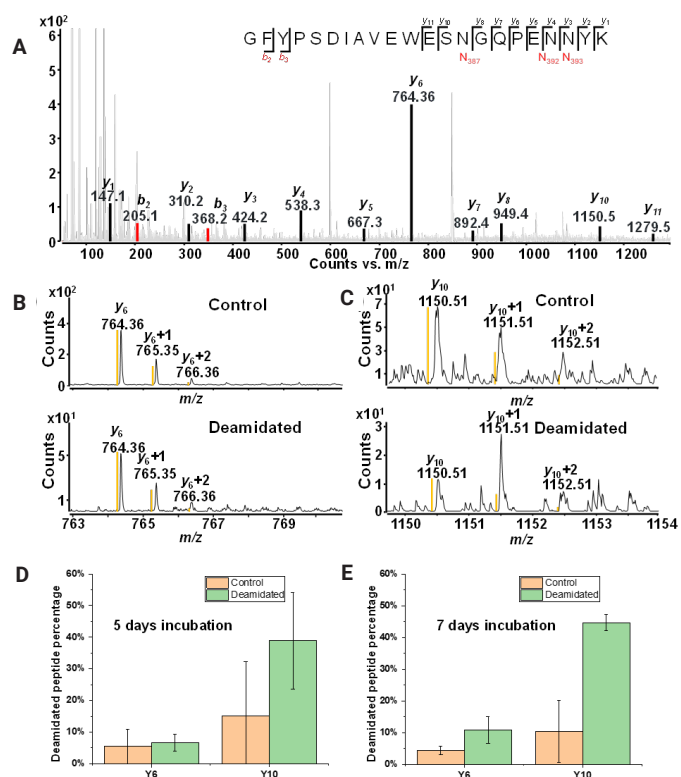 A
x10²
6
5
4
3
2
1
G F Y P S D I A V E W E S N G Q P E N N Y K
y11 y10 y8 y7 y6 y5 y4 y3 y2 y1
b2 b3 N387 N392 N393
y1
147.1
b2
205.1
y2
310.2
b3
368.2
y3
424.2
y4
538.3
y5
667.3
y6
764.36
y7
892.4
y8
949.4
y10
1150.5
y11
1279.5
100 200 300 400 500 600 700 800 900 1000 1100 1200
Counts vs. m/z
B
x10²
Control
Counts
4
2
0
y6
764.36
y6+1
765.35
y6+2
766.36
m/z
x10¹
Deamidated
Counts
5
1
y6
764.36
y6+1
765.35
y6+2
766.36
763 765 767 769
m/z
C
x10¹
Control
Counts
7
5
3
1
y10
1150.51
y10+1
1151.51
y10+2
1152.51
m/z
x10¹
Deamidated
Counts
3
2
1
0
y10
1150.51
y10+1
1151.51
y10+2
1152.51
1150 1151 1152 1153 1154
m/z
D
Deamidated peptide percentage
60%
50%
40%
30%
20%
10%
0%
Control
Deamidated
5 days incubation
Y6 Y10
E
Deamidated peptide percentage
60%
50%
40%
30%
20%
10%
0%
Control
Deamidated
7 days incubation
Y6 Y10